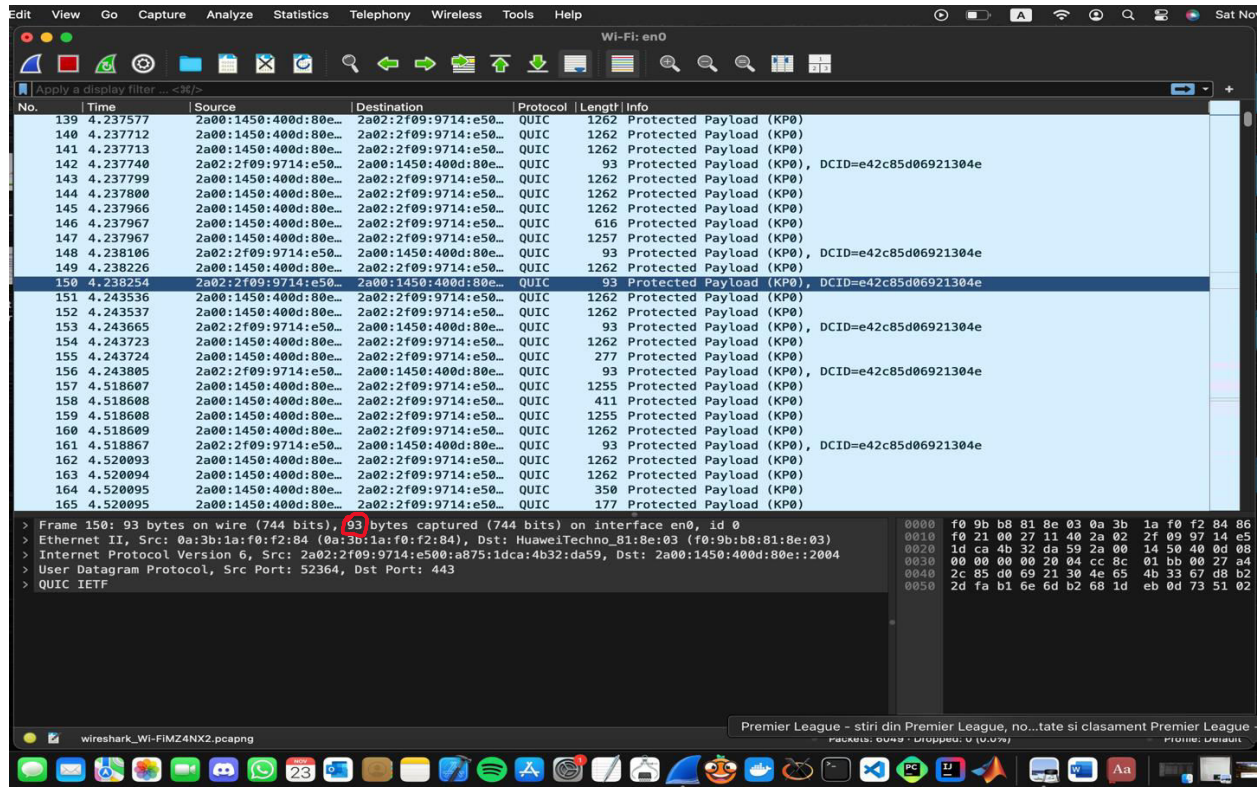 Edit View Go Capture Analyze Statistics Telephony Wireless Tools Help A Sat Nov
Wi-Fi: en0
Apply a display filter ... <⌘/>
No. Time Source Destination Protocol Length Info
139 4.237577 2a00:1450:400d:80e… 2a02:2f09:9714:e50… QUIC 1262 Protected Payload (KP0)
140 4.237712 2a00:1450:400d:80e… 2a02:2f09:9714:e50… QUIC 1262 Protected Payload (KP0)
141 4.237713 2a00:1450:400d:80e… 2a02:2f09:9714:e50… QUIC 1262 Protected Payload (KP0)
142 4.237740 2a02:2f09:9714:e50… 2a00:1450:400d:80e… QUIC 93 Protected Payload (KP0), DCID=e42c85d06921304e
143 4.237799 2a00:1450:400d:80e… 2a02:2f09:9714:e50… QUIC 1262 Protected Payload (KP0)
144 4.237800 2a00:1450:400d:80e… 2a02:2f09:9714:e50… QUIC 1262 Protected Payload (KP0)
145 4.237966 2a00:1450:400d:80e… 2a02:2f09:9714:e50… QUIC 1262 Protected Payload (KP0)
146 4.237967 2a00:1450:400d:80e… 2a02:2f09:9714:e50… QUIC 616 Protected Payload (KP0)
147 4.237967 2a00:1450:400d:80e… 2a02:2f09:9714:e50… QUIC 1257 Protected Payload (KP0)
148 4.238106 2a02:2f09:9714:e50… 2a00:1450:400d:80e… QUIC 93 Protected Payload (KP0), DCID=e42c85d06921304e
149 4.238226 2a00:1450:400d:80e… 2a02:2f09:9714:e50… QUIC 1262 Protected Payload (KP0)
150 4.238254 2a02:2f09:9714:e50… 2a00:1450:400d:80e… QUIC 93 Protected Payload (KP0), DCID=e42c85d06921304e
151 4.243536 2a00:1450:400d:80e… 2a02:2f09:9714:e50… QUIC 1262 Protected Payload (KP0)
152 4.243537 2a00:1450:400d:80e… 2a02:2f09:9714:e50… QUIC 1262 Protected Payload (KP0)
153 4.243665 2a02:2f09:9714:e50… 2a00:1450:400d:80e… QUIC 93 Protected Payload (KP0), DCID=e42c85d06921304e
154 4.243723 2a00:1450:400d:80e… 2a02:2f09:9714:e50… QUIC 1262 Protected Payload (KP0)
155 4.243724 2a00:1450:400d:80e… 2a02:2f09:9714:e50… QUIC 277 Protected Payload (KP0)
156 4.243805 2a02:2f09:9714:e50… 2a00:1450:400d:80e… QUIC 93 Protected Payload (KP0), DCID=e42c85d06921304e
157 4.518607 2a00:1450:400d:80e… 2a02:2f09:9714:e50… QUIC 1255 Protected Payload (KP0)
158 4.518608 2a00:1450:400d:80e… 2a02:2f09:9714:e50… QUIC 411 Protected Payload (KP0)
159 4.518608 2a00:1450:400d:80e… 2a02:2f09:9714:e50… QUIC 1255 Protected Payload (KP0)
160 4.518609 2a00:1450:400d:80e… 2a02:2f09:9714:e50… QUIC 1262 Protected Payload (KP0)
161 4.518867 2a02:2f09:9714:e50… 2a00:1450:400d:80e… QUIC 93 Protected Payload (KP0), DCID=e42c85d06921304e
162 4.520093 2a00:1450:400d:80e… 2a02:2f09:9714:e50… QUIC 1262 Protected Payload (KP0)
163 4.520094 2a00:1450:400d:80e… 2a02:2f09:9714:e50… QUIC 1262 Protected Payload (KP0)
164 4.520095 2a00:1450:400d:80e… 2a02:2f09:9714:e50… QUIC 350 Protected Payload (KP0)
165 4.520095 2a00:1450:400d:80e… 2a02:2f09:9714:e50… QUIC 177 Protected Payload (KP0)
> Frame 150: 93 bytes on wire (744 bits), 93 bytes captured (744 bits) on interface en0, id 0
> Ethernet II, Src: 0a:3b:1a:f0:f2:84 (0a:3b:1a:f0:f2:84), Dst: HuaweiTechno_81:8e:03 (f0:9b:b8:81:8e:03)
> Internet Protocol Version 6, Src: 2a02:2f09:9714:e500:a875:1dca:4b32:da59, Dst: 2a00:1450:400d:80e::2004
> User Datagram Protocol, Src Port: 52364, Dst Port: 443
> QUIC IETF
0000 f0 9b b8 81 8e 03 0a 3b 1a f0 f2 84 86
0010 f0 21 00 27 11 40 2a 02 2f 09 97 14 e5
0020 1d ca 4b 32 da 59 2a 00 14 50 40 0d 08
0030 00 00 00 00 20 04 cc 8c 01 bb 00 27 a4
0040 2c 85 d0 69 21 30 4e 65 4b 33 67 d8 b2
0050 2d fa b1 6e 6d b2 68 1d eb 0d 73 51 02
Premier League - stiri din Premier League, no...tate si clasament Premier League -
wireshark_Wi-FiMZ4NX2.pcapng Packets: 6049 · Dropped: 0 (0.0%) Profile: Default
NOV
23
PC
Aa